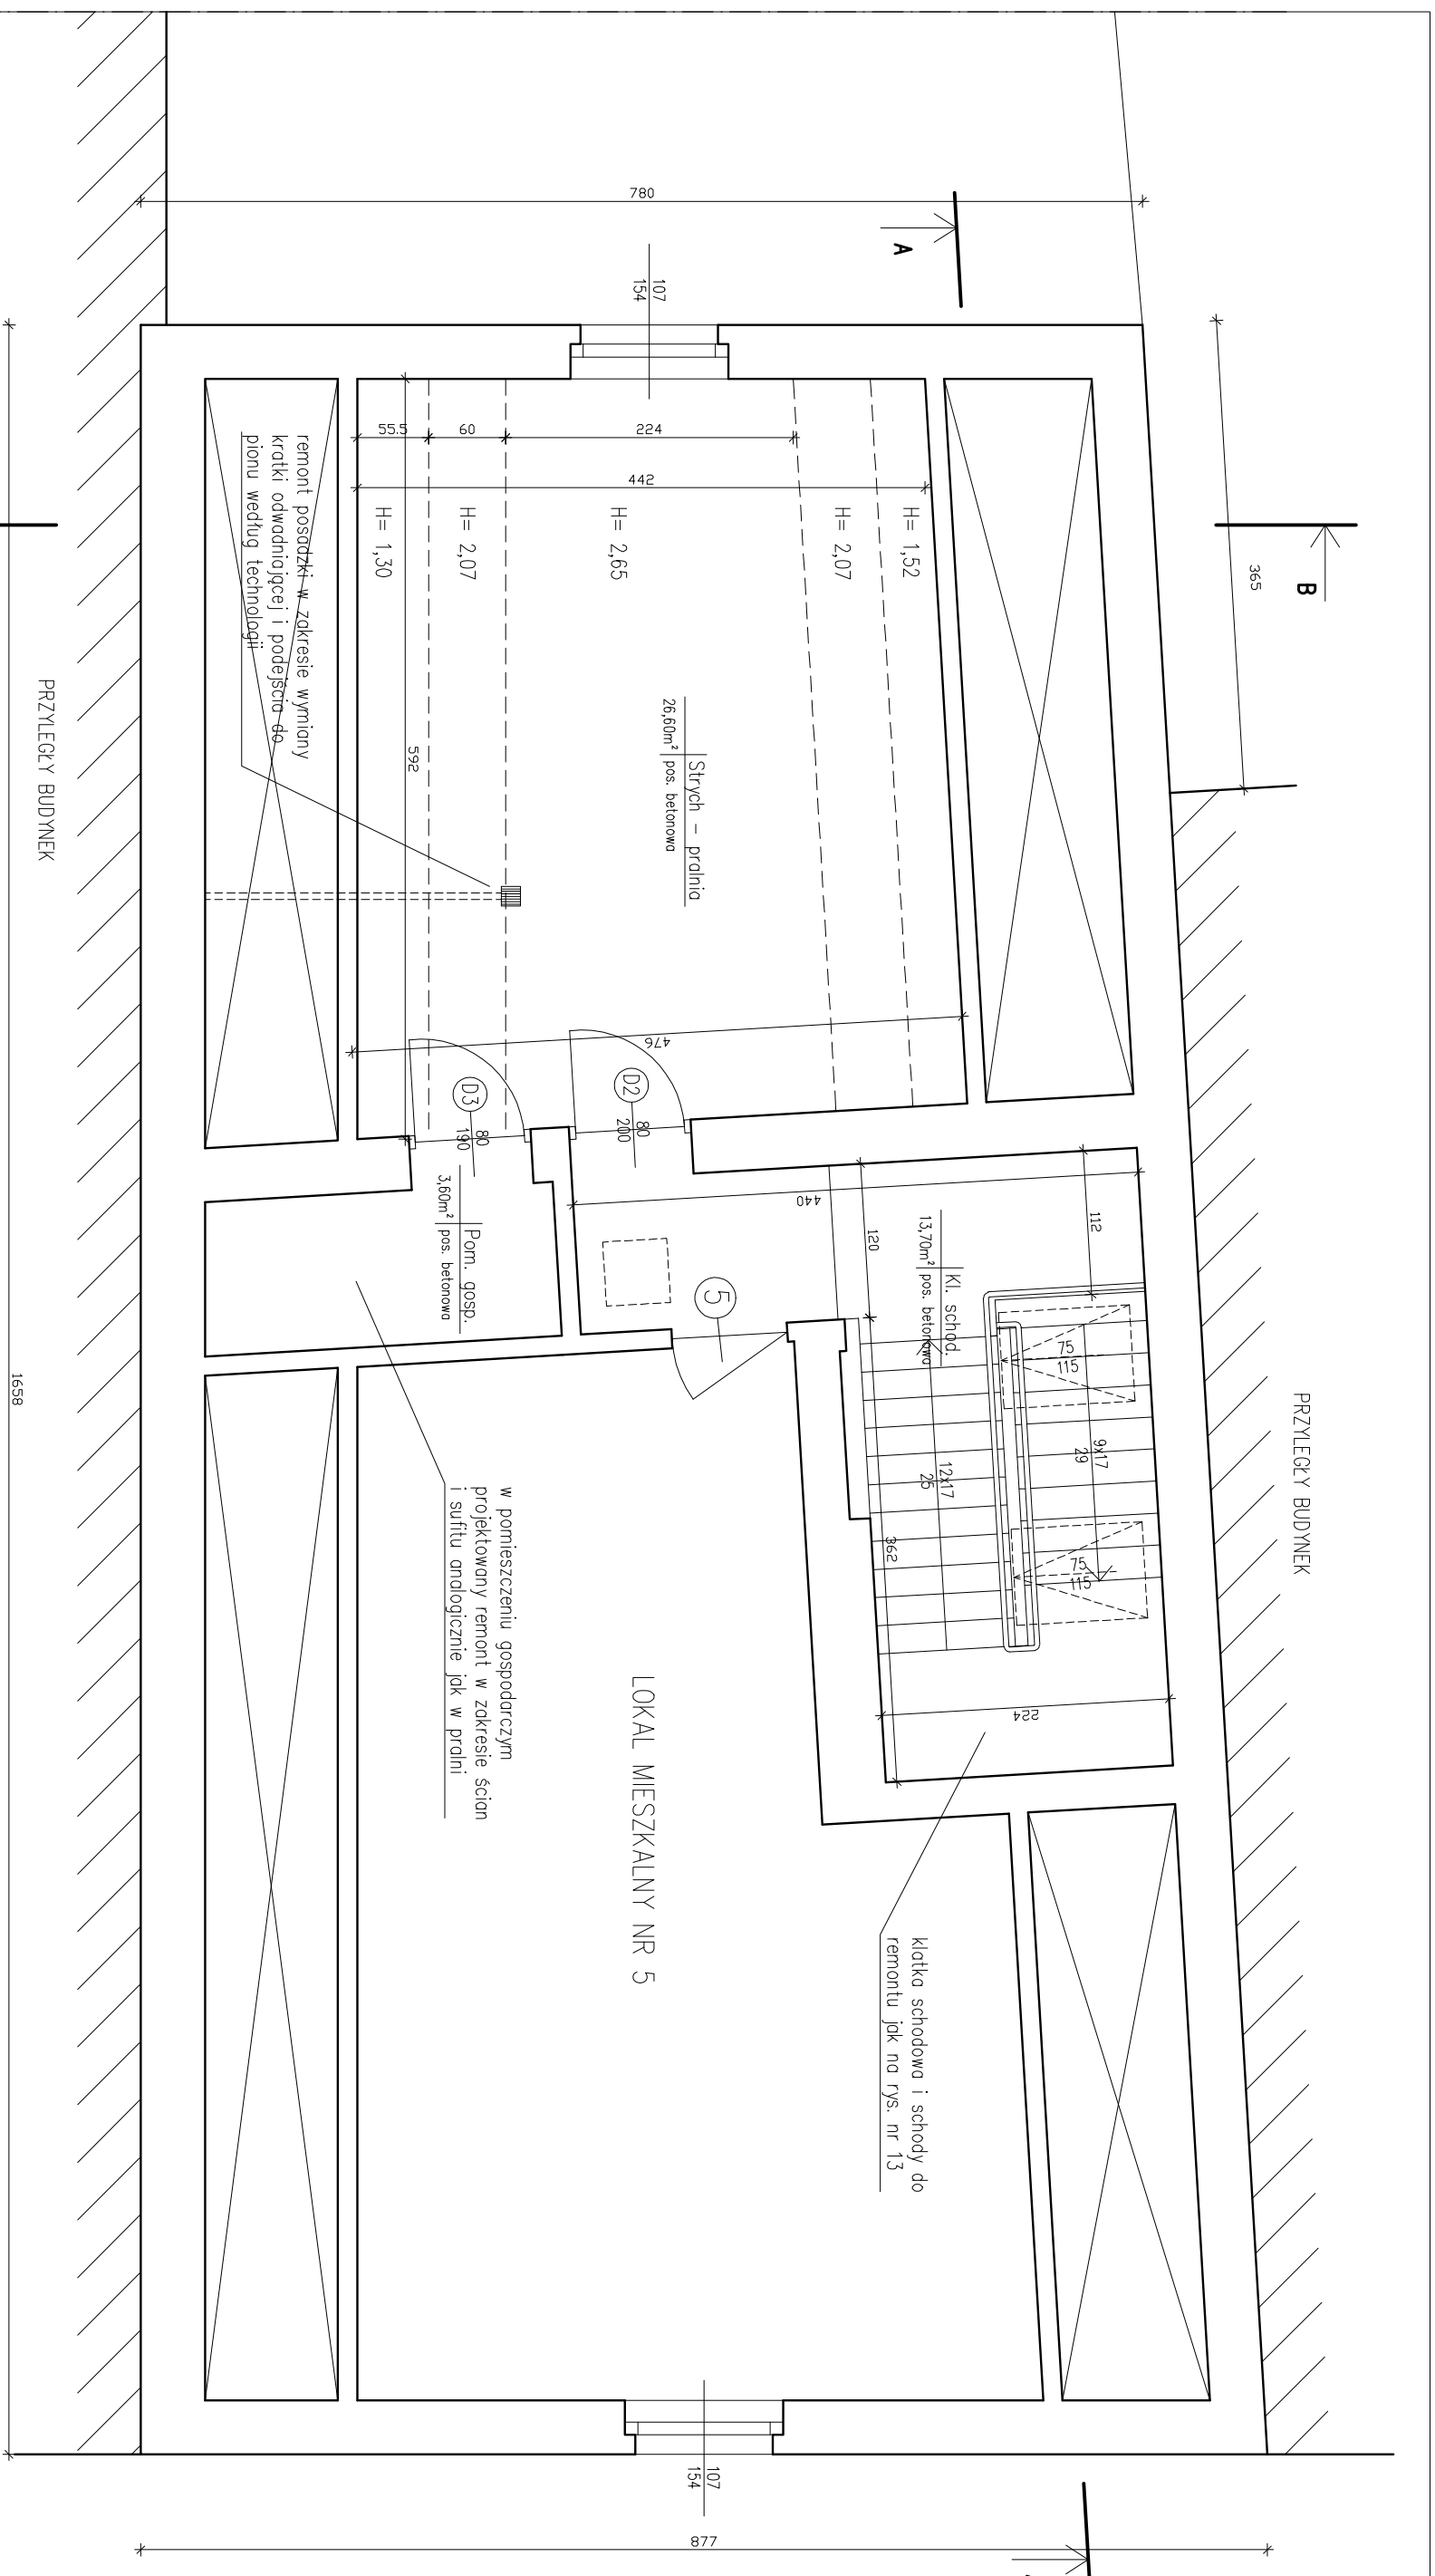 780
A
107
154
365
B
55.5
60
224
442
H= 1,30
H= 2,07
H= 2,65
H= 2,07
H= 1,52
592
476
remont posadzki w zakresie wymiany
kratki odwadniającej i podejścia do
pionu według technologii
Strych – pralnia
26,60m² pos. betonowa
PRZYLEGŁY BUDYNEK
D3
80
190
D2
80
200
Pom. gosp.
3,60m² pos. betonowa
440
120
112
Kl. schod.
13,70m² pos. betonowa
5
75
115
9x17
29
12x17
25
75
115
362
224
PRZYLEGŁY BUDYNEK
1658
w pomieszczeniu gospodarczym
projektowany remont w zakresie ścian
i sufitu analogicznie jak w pralni
LOKAL MIESZKALNY NR 5
klatka schodowa i schody do
remontu jak na rys. nr 13
107
154
877